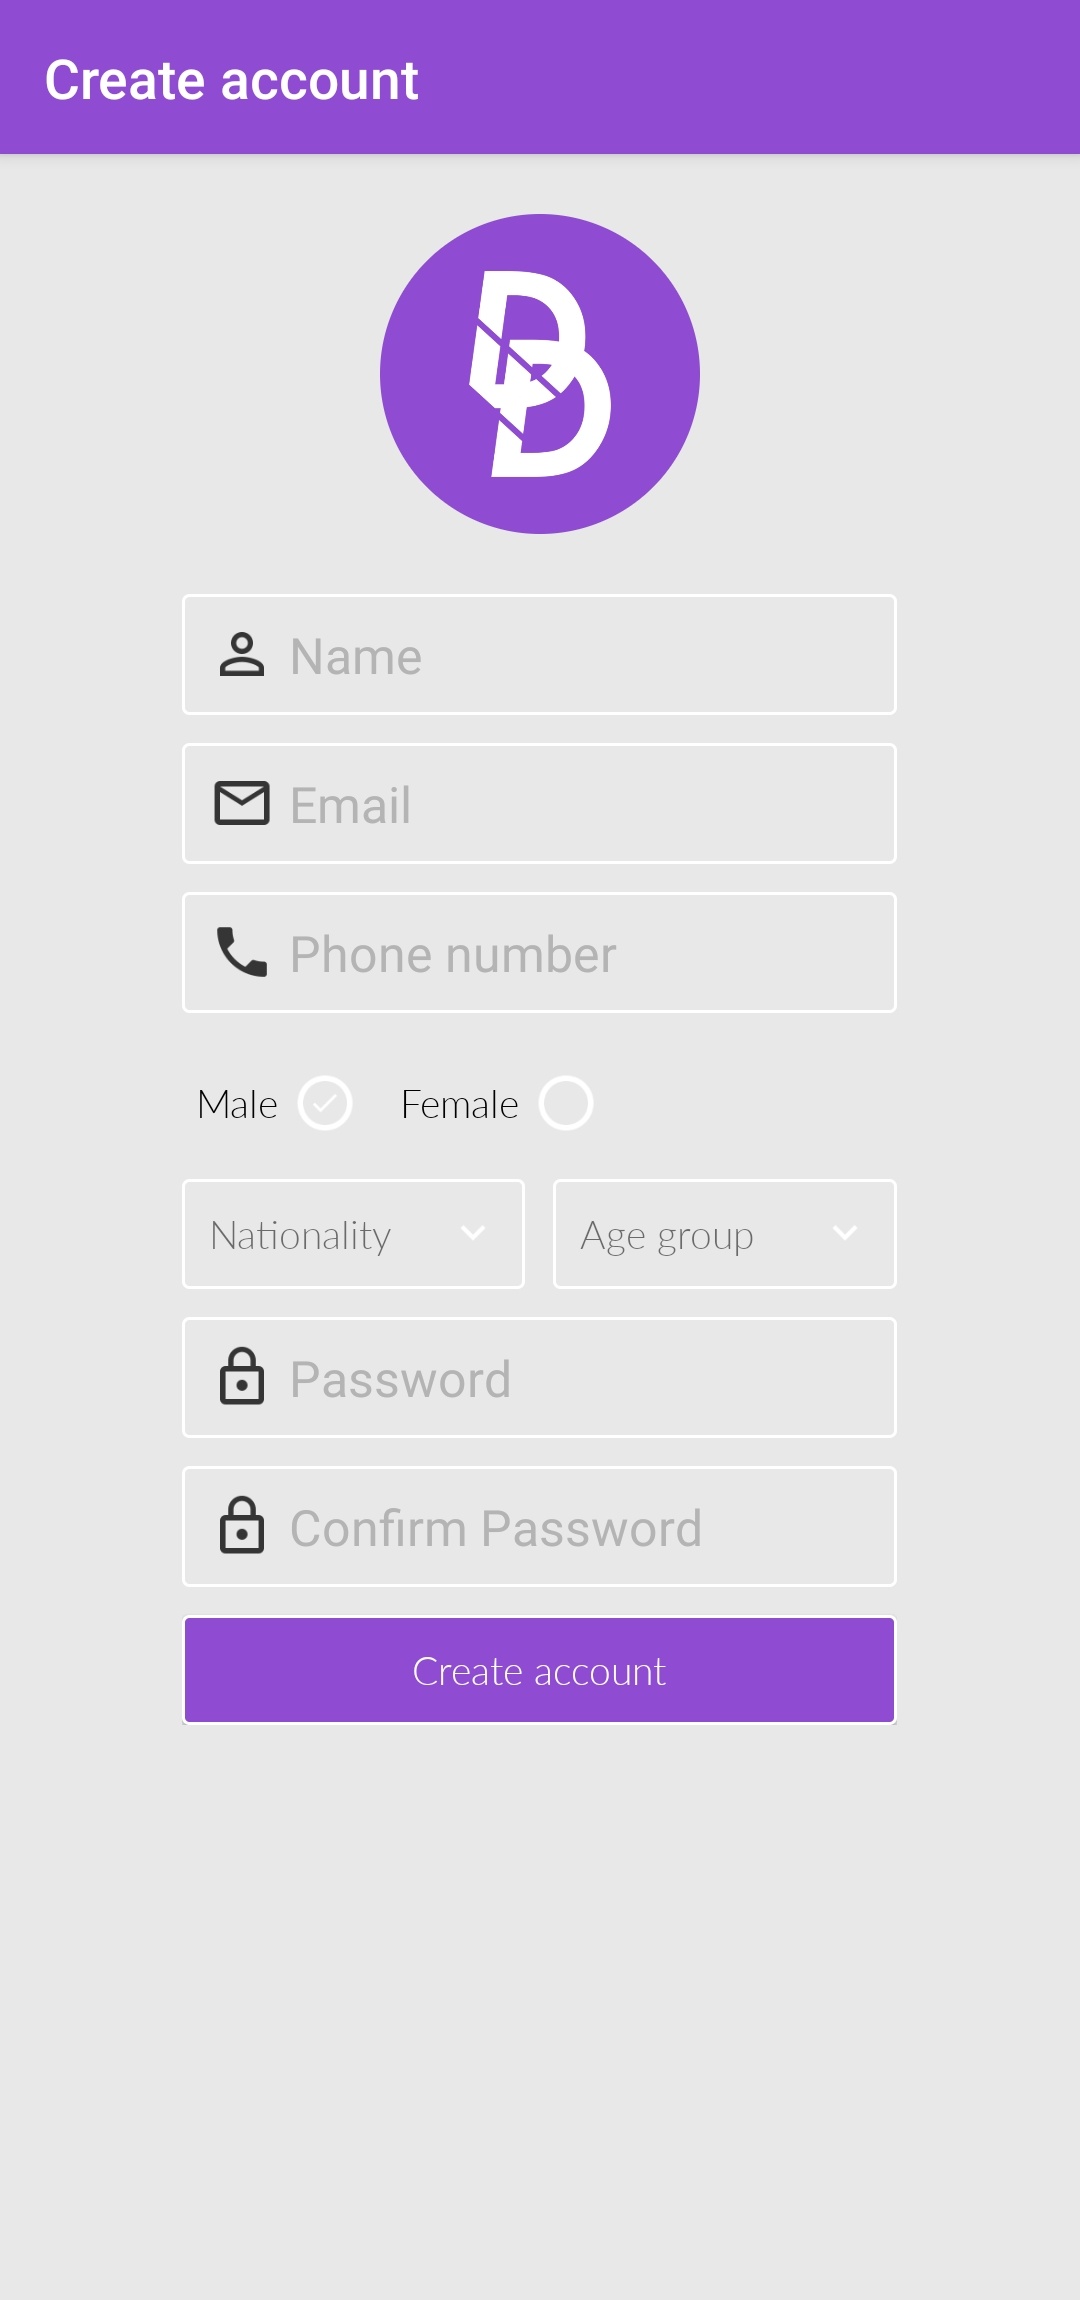 Create account
Name
Email
Phone number
Male Female
Nationality Age group
Password
Confirm Password
Create account